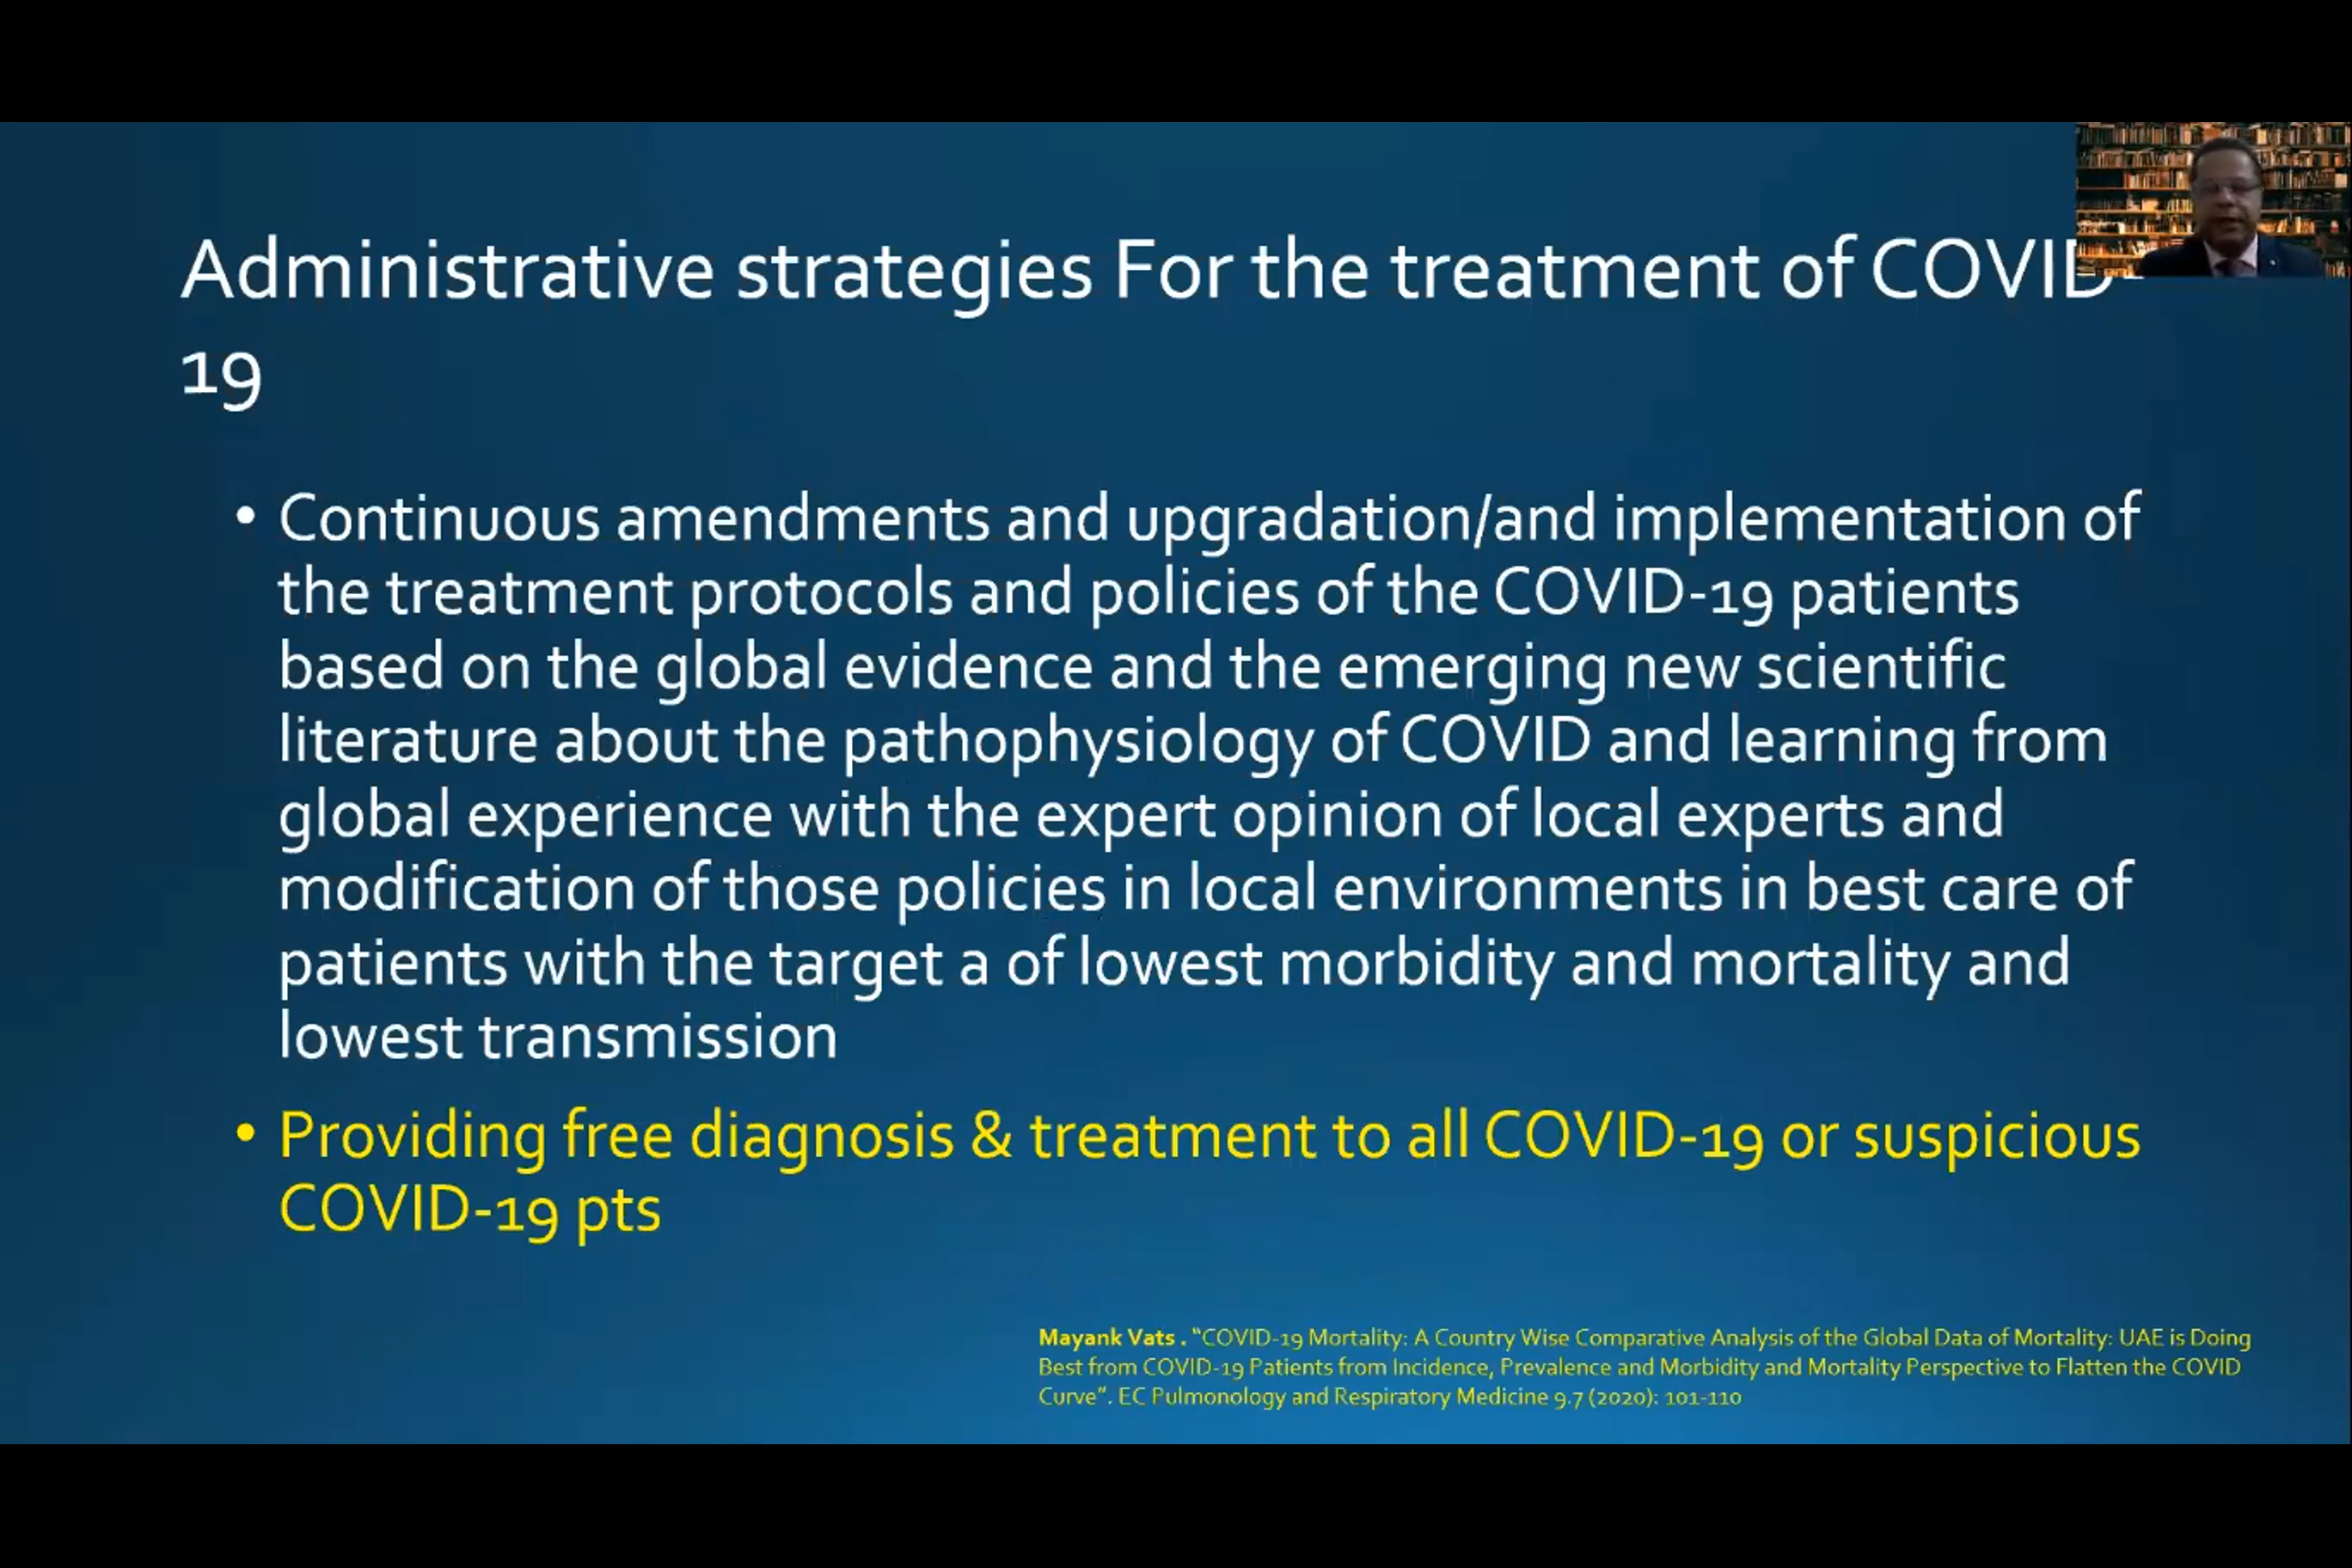 Administrative strategies For the treatment of COVID-
19
• Continuous amendments and upgradation/and implementation of
the treatment protocols and policies of the COVID-19 patients
based on the global evidence and the emerging new scientific
literature about the pathophysiology of COVID and learning from
global experience with the expert opinion of local experts and
modification of those policies in local environments in best care of
patients with the target a of lowest morbidity and mortality and
lowest transmission
• Providing free diagnosis & treatment to all COVID-19 or suspicious
COVID-19 pts
Mayank Vats . "COVID-19 Mortality: A Country Wise Comparative Analysis of the Global Data of Mortality: UAE is Doing
Best from COVID-19 Patients from Incidence, Prevalence and Morbidity and Mortality Perspective to Flatten the COVID
Curve". EC Pulmonology and Respiratory Medicine 9.7 (2020): 101-110